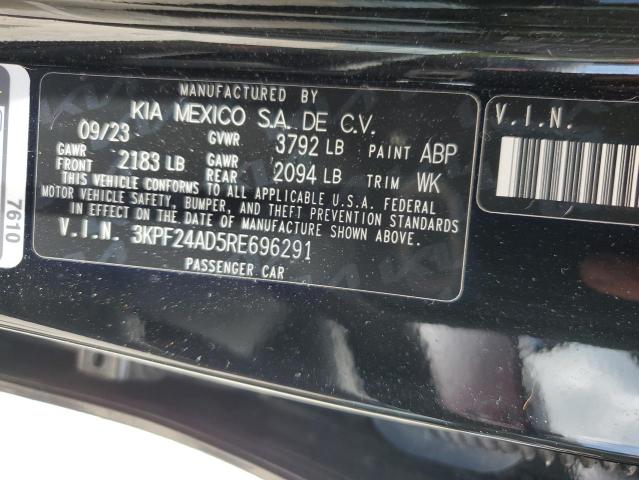 MANUFACTURED BY
KIA MEXICO S.A. DE C.V.
09/23 GVWR 3792 LB PAINT ABP
GAWR FRONT 2183 LB GAWR REAR 2094 LB TRIM WK
THIS VEHICLE CONFORMS TO ALL APPLICABLE U.S.A. FEDERAL
MOTOR VEHICLE SAFETY, BUMPER, AND THEFT PREVENTION STANDARDS
IN EFFECT ON THE DATE OF MANUFACTURE SHOWN ABOVE.
V.I.N. 3KPF24AD5RE696291
PASSENGER CAR
V.I.N.
7610